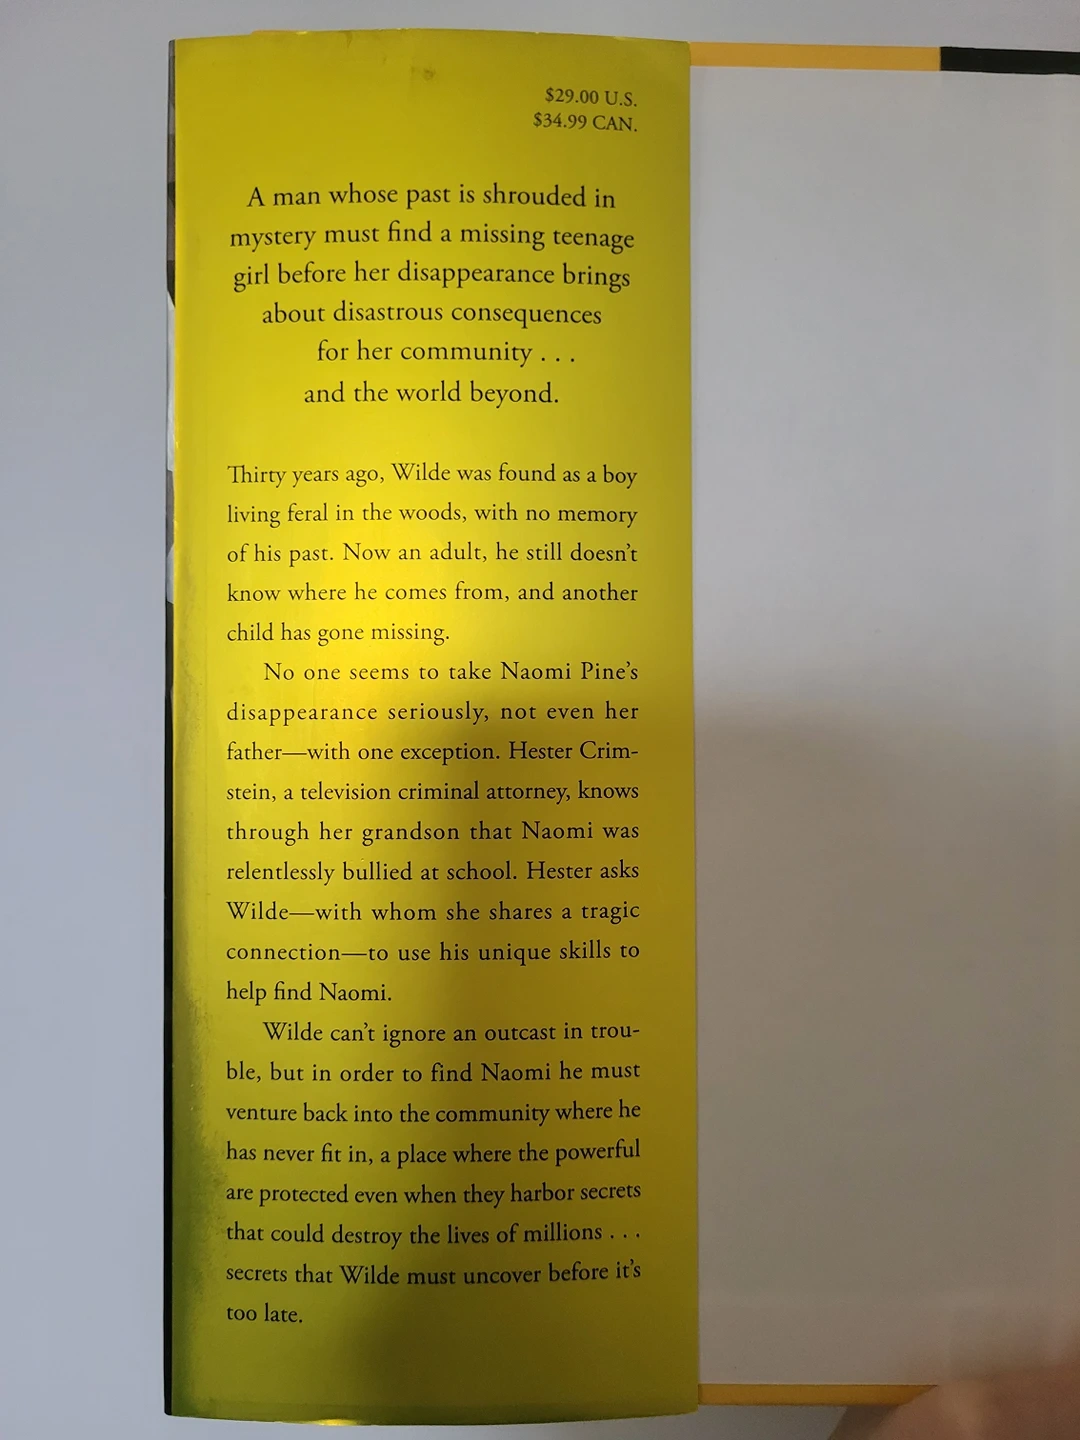 $29.00 U.S.
$34.99 CAN.
A man whose past is shrouded in
mystery must find a missing teenage
girl before her disappearance brings
about disastrous consequences
for her community . . .
and the world beyond.
Thirty years ago, Wilde was found as a boy
living feral in the woods, with no memory
of his past. Now an adult, he still doesn’t
know where he comes from, and another
child has gone missing.
No one seems to take Naomi Pine’s
disappearance seriously, not even her
father—with one exception. Hester Crim-
stein, a television criminal attorney, knows
through her grandson that Naomi was
relentlessly bullied at school. Hester asks
Wilde—with whom she shares a tragic
connection—to use his unique skills to
help find Naomi.
Wilde can’t ignore an outcast in trou-
ble, but in order to find Naomi he must
venture back into the community where he
has never fit in, a place where the powerful
are protected even when they harbor secrets
that could destroy the lives of millions . . .
secrets that Wilde must uncover before it’s
too late.